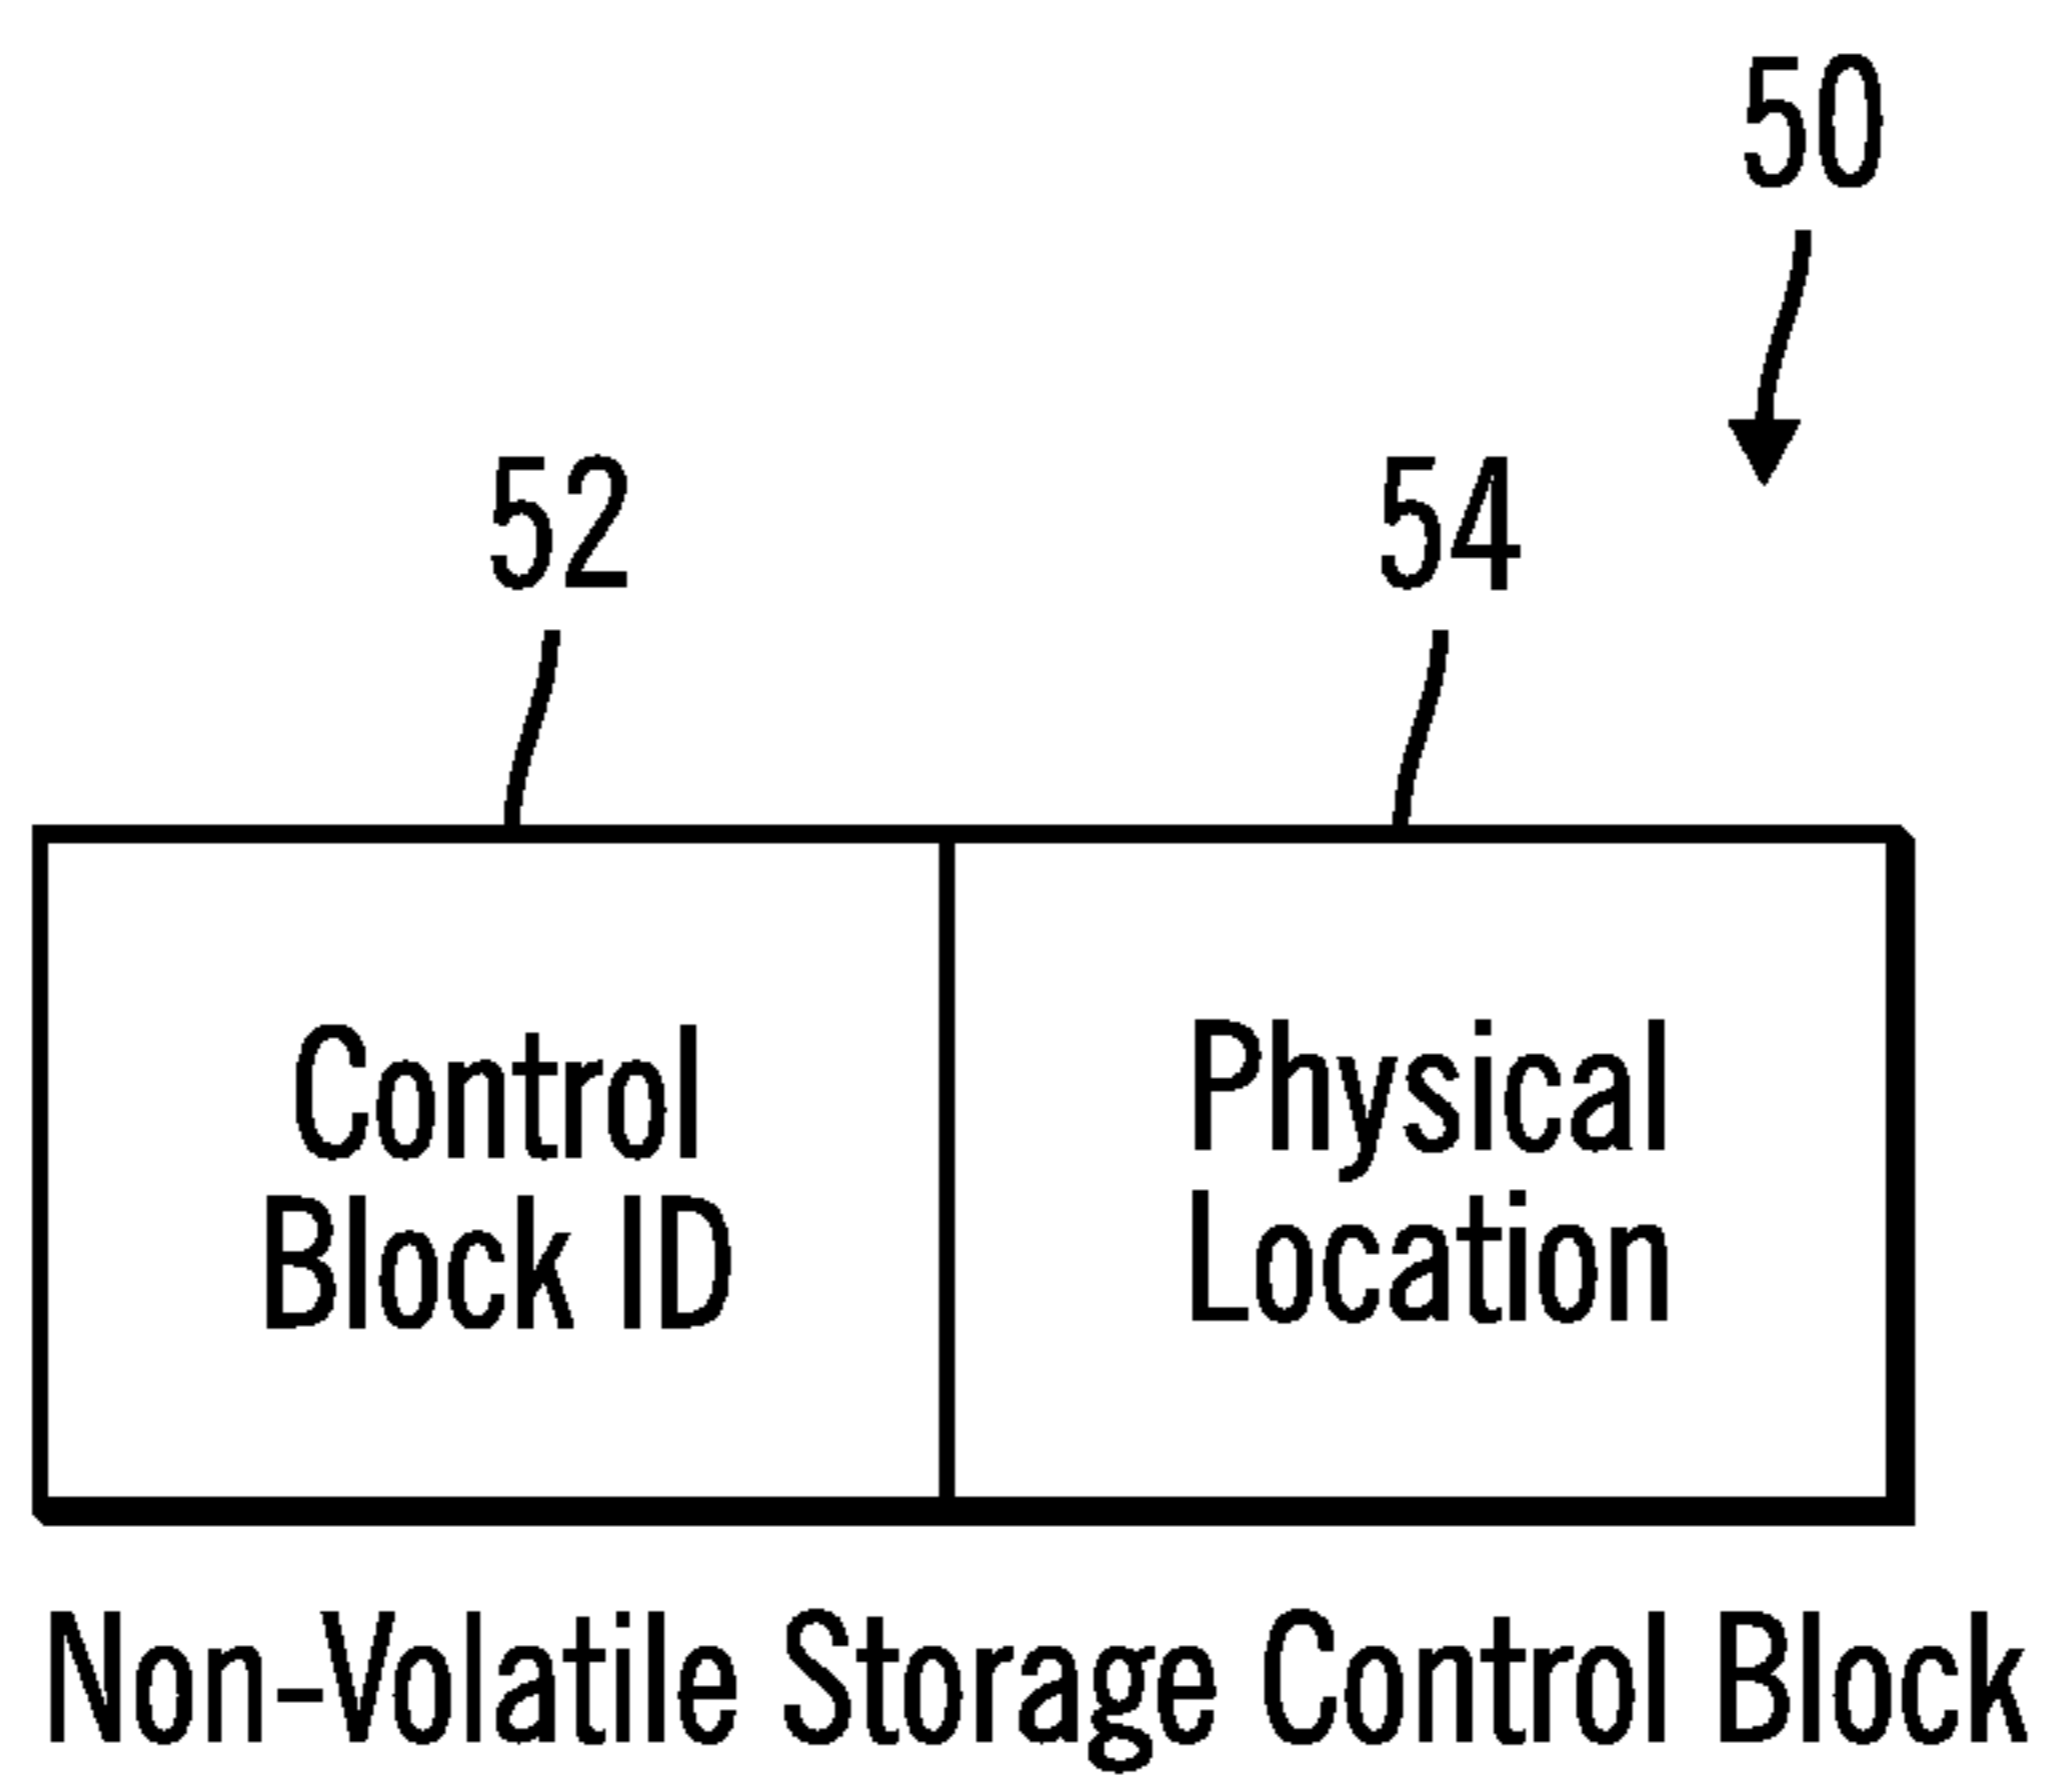 50
52
54
Control
Block ID
Physical
Location
Non-Volatile Storage Control Block